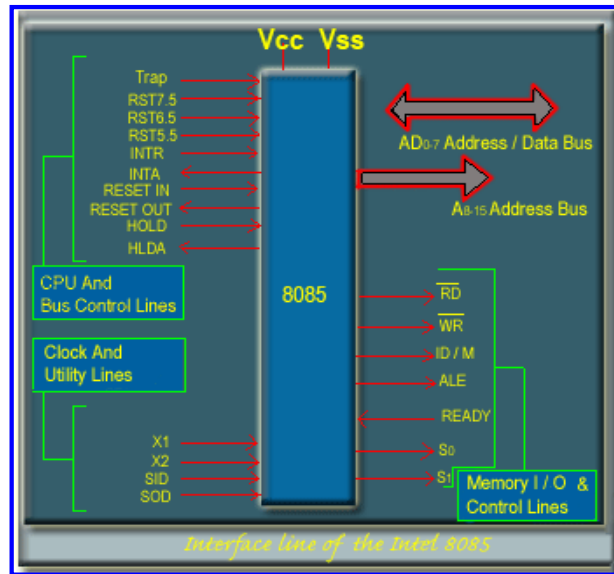 Vcc Vss
Trap
RST7.5
RST6.5
RST5.5
INTR
INTA
RESET IN
RESET OUT
HOLD
HLDA
CPU And
Bus Control Lines
Clock And
Utility Lines
X1
X2
SID
SOD
8085
AD0-7 Address / Data Bus
A8-15 Address Bus
RD
WR
ID / M
ALE
READY
S0
S1
Memory I / O &
Control Lines
Interface line of the Intel 8085